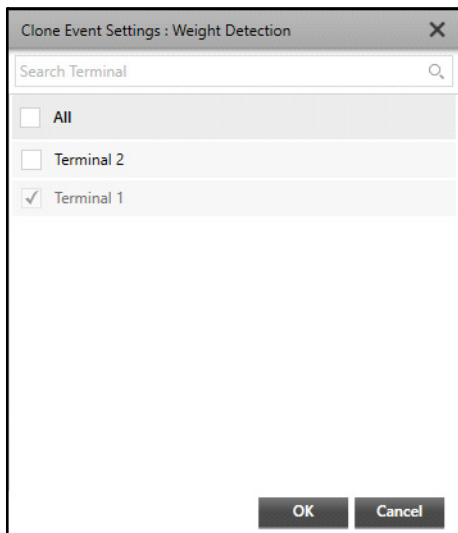 Clone Event Settings : Weight Detection
Search Terminal
All
Terminal 2
Terminal 1
OK Cancel